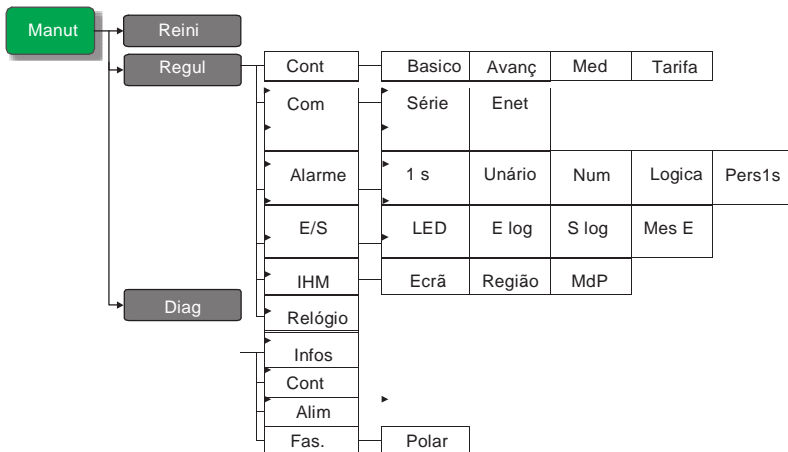 Manut
Reini
Regul
Cont Basico Avanç Med Tarifa
Com Série Enet
Alarme 1 s Unário Num Logica Pers1s
E/S LED E log S log Mes E
IHM Ecrã Região MdP
Diag
Relógio
Infos
Cont
Alim
Fas. Polar